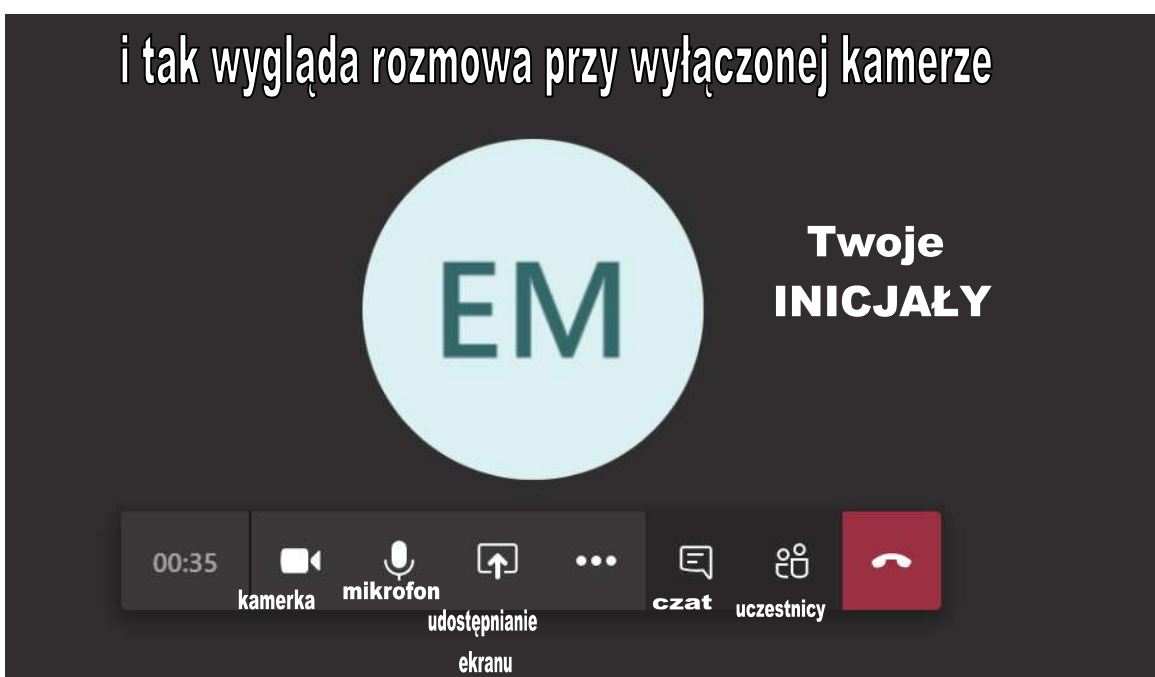 i tak wygląda rozmowa przy wyłączonej kamerze
EM
Twoje
INICJAŁY
00:35
kamerka
mikrofon
udostępnianie
ekranu
czat
uczestnicy